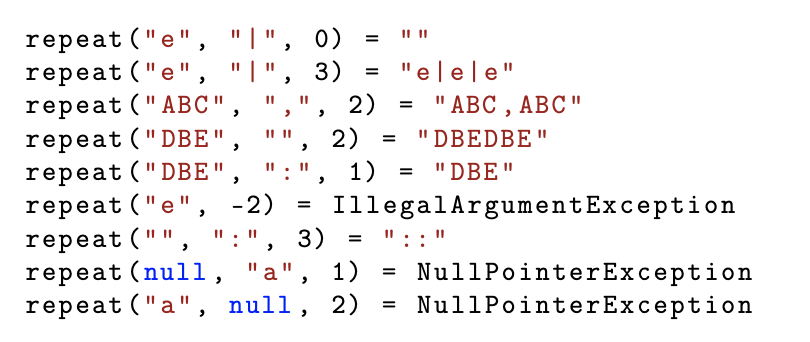 repeat("e", "|", 0) = ""
repeat("e", "|", 3) = "e|e|e"
repeat("ABC", ",", 2) = "ABC,ABC"
repeat("DBE", "", 2) = "DBEDBE"
repeat("DBE", ":", 1) = "DBE"
repeat("e", -2) = IllegalArgumentException
repeat("", ":", 3) = "::"
repeat(null, "a", 1) = NullPointerException
repeat("a", null, 2) = NullPointerException